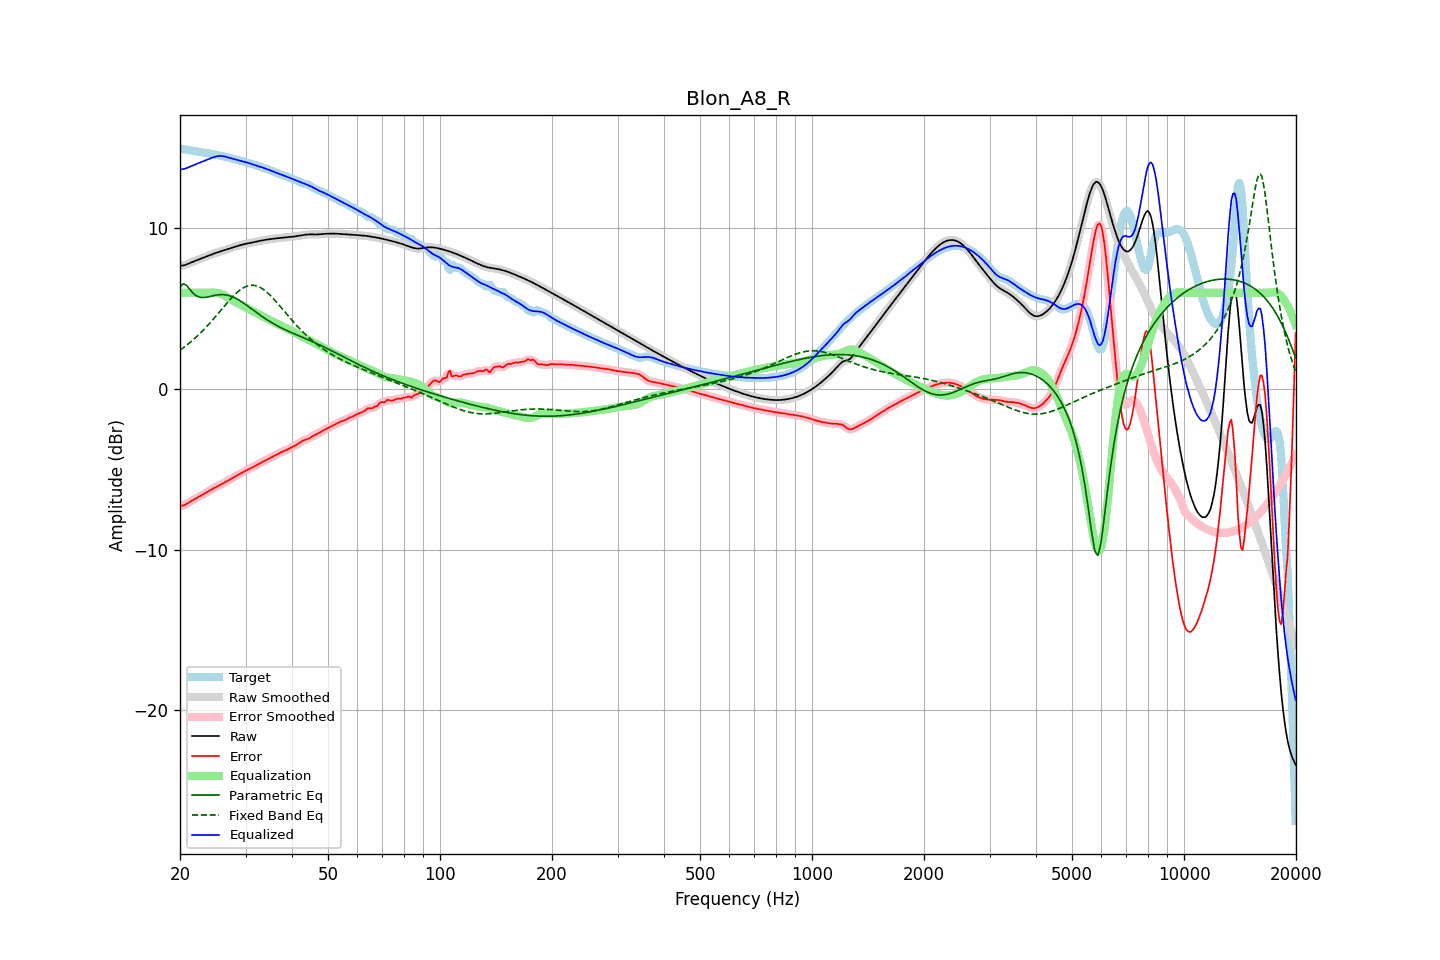 Blon_A8_R
Amplitude (dBr)
10
0
−10
−20
Target
Raw Smoothed
Error Smoothed
Raw
Error
Equalization
Parametric Eq
Fixed Band Eq
Equalized
20 50 100 200 500 1000 2000 5000 10000 20000
Frequency (Hz)